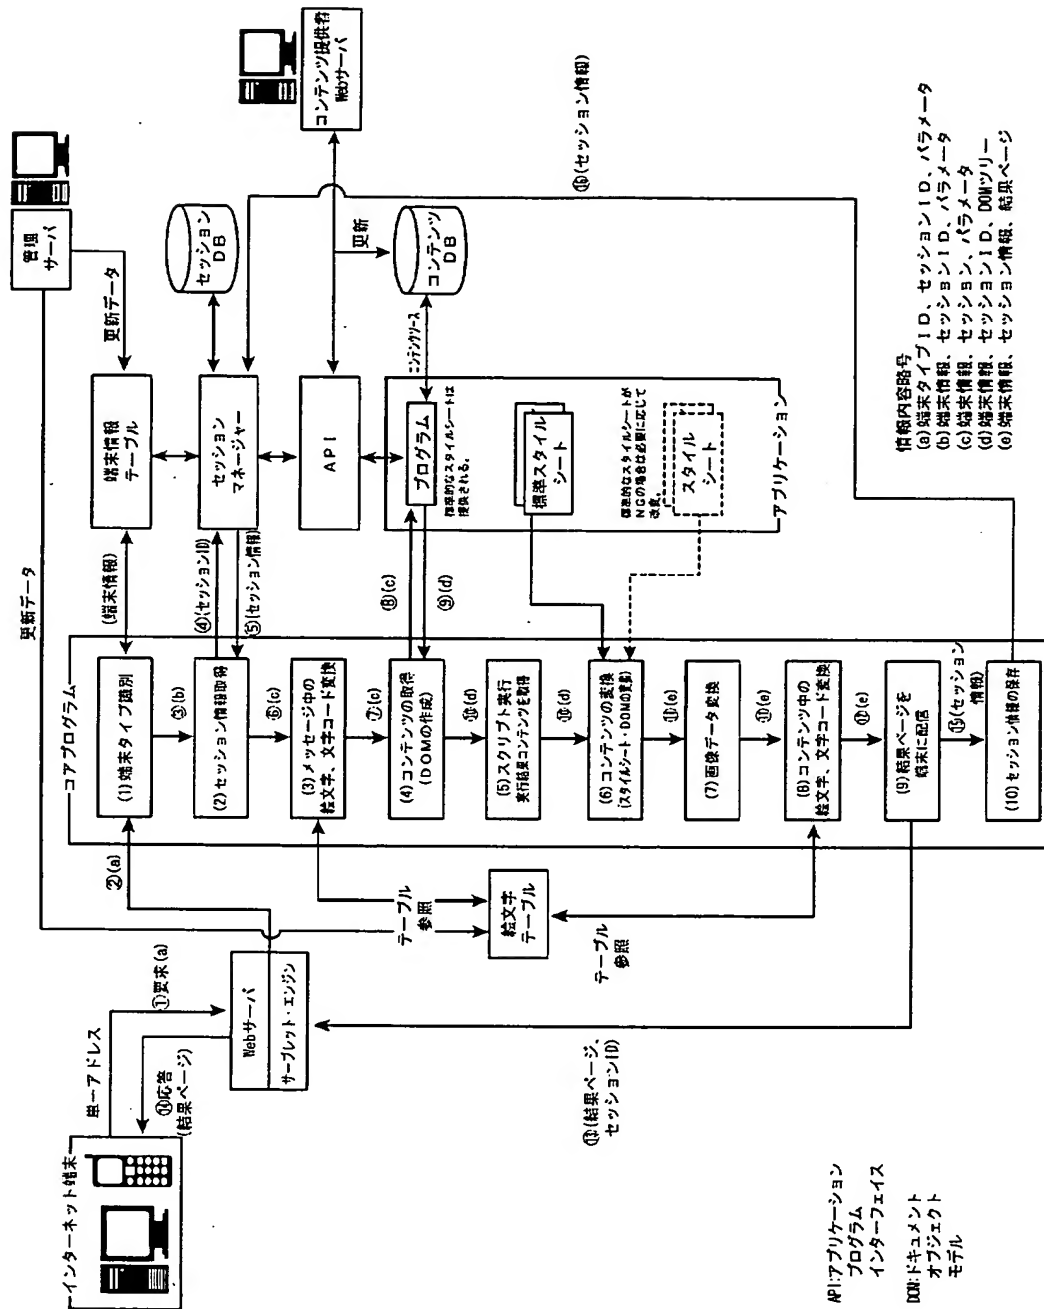 インターネット端末
単一アドレス
①要求(a)
⑭応答
(結果ページ)
Webサーバ
サーブレット・エンジン
②(a)
⑬(結果ページ、
セッションID)
テーブル
参照
絵文字
テーブル
テーブル
参照
更新データ
コアプログラム
(1)端末タイプ識別
③(b)
(2)セッション情報取得
⑥(c)
(3)メッセージ中の
絵文字、文字コード変換
⑦(c)
(4)コンテンツの取得
(DOMの作成)
⑩(d)
(5)スクリプト実行
実行結果コンテンツを取得
⑩(d)
(6)コンテンツの変換
(スタイルシート・DOMの変換)
⑪(e)
(7)画像データ変換
⑪(e)
(8)コンテンツ中の
絵文字、文字コード変換
⑫(e)
(9)結果ページを
端末に配信
⑮(セッション
情報)
(10)セッション情報の保存
(端末情報)
④(セッションID)
⑤(セッション情報)
⑧(c)
⑨(d)
管理
サーバ
更新データ
端末情報
テーブル
セッション
マネージャー
セッション
DB
API
コンテンツ提供者
Webサーバ
更新
コンテンツ
DB
コンテンツソース
プログラム
標準的なスタイルシートは
提供される。
標準スタイル
シート
標準的なスタイルシートが
NGの場合は必要に応じて
改変。
スタイル
シート
アプリケーション
⑯(セッション情報)
情報内容略号
(a)端末タイプID、セッションID、パラメータ
(b)端末情報、セッションID、パラメータ
(c)端末情報、セッション、パラメータ
(d)端末情報、セッションID、DOMツリー
(e)端末情報、セッション情報、結果ページ
API:アプリケーション
プログラム
インターフェイス
DOM:ドキュメント
オブジェクト
モデル